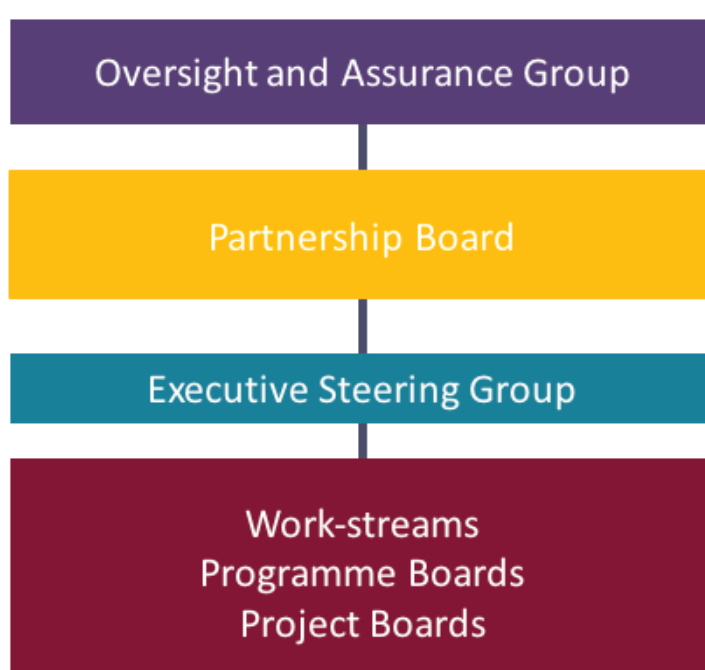 Oversight and Assurance Group
Partnership Board
Executive Steering Group
Work-streams
Programme Boards
Project Boards